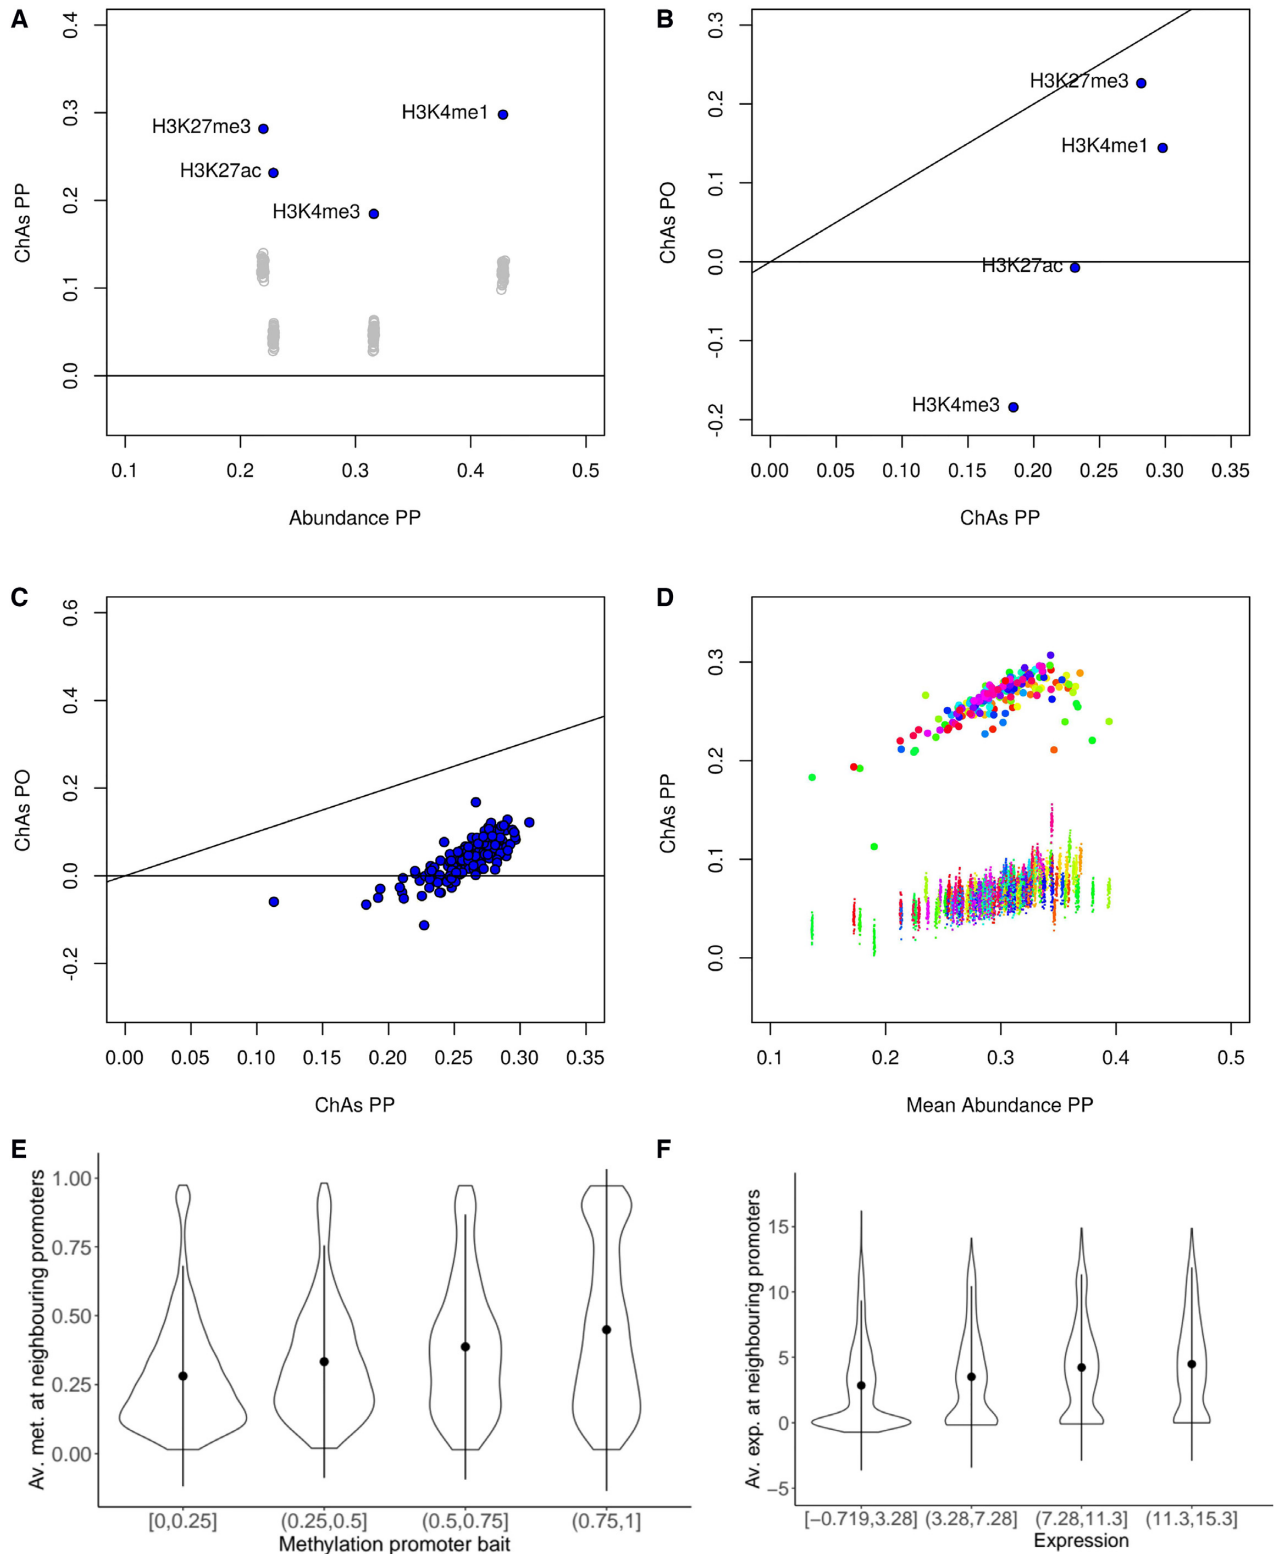 A
0.4
0.3
0.2
0.1
0.0
ChAs PP
H3K27me3
H3K4me1
H3K27ac
H3K4me3
0.1 0.2 0.3 0.4 0.5
Abundance PP
B
0.3
0.2
0.1
0.0
-0.1
-0.2
ChAs PO
H3K27me3
H3K4me1
H3K27ac
H3K4me3
0.00 0.05 0.10 0.15 0.20 0.25 0.30 0.35
ChAs PP
C
0.6
0.4
0.2
0.0
-0.2
ChAs PO
0.00 0.05 0.10 0.15 0.20 0.25 0.30 0.35
ChAs PP
D
0.3
0.2
0.1
0.0
ChAs PP
0.1 0.2 0.3 0.4 0.5
Mean Abundance PP
E
Av. met. at neighbouring promoters
1.00
0.75
0.50
0.25
0.00
[0,0.25] (0.25,0.5] (0.5,0.75] (0.75,1]
Methylation promoter bait
F
Av. exp. at neighbouring promoters
15
10
5
0
−5
[−0.719,3.28] (3.28,7.28] (7.28,11.3] (11.3,15.3]
Expression